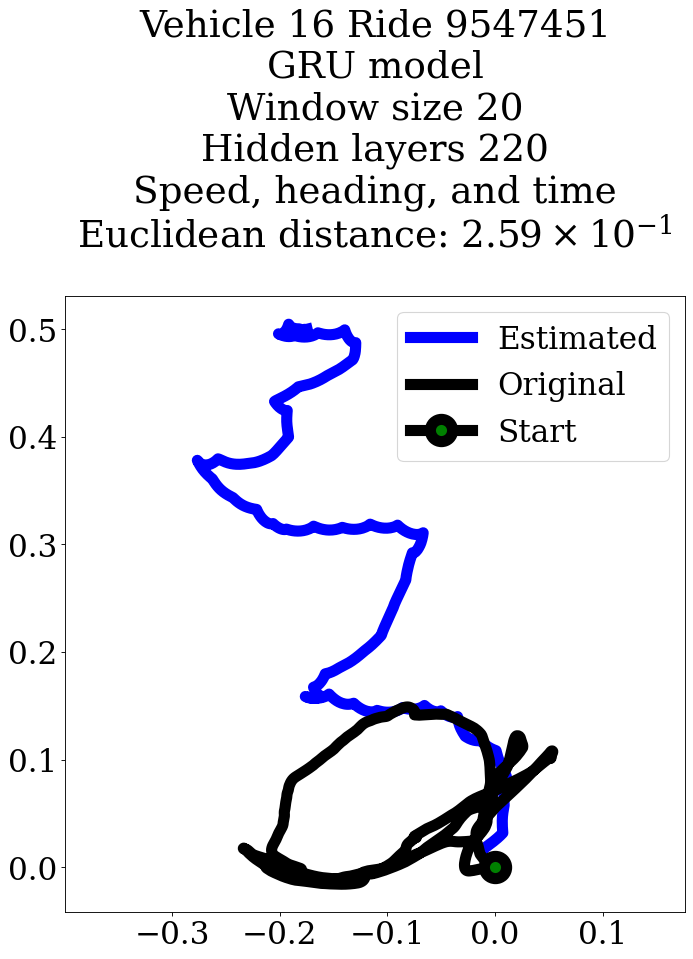 Vehicle 16 Ride 9547451
GRU model
Window size 20
Hidden layers 220
Speed, heading, and time
Euclidean distance: 2.59 × 10⁻¹
Estimated
Original
Start
0.5
0.4
0.3
0.2
0.1
0.0
−0.3 −0.2 −0.1 0.0 0.1